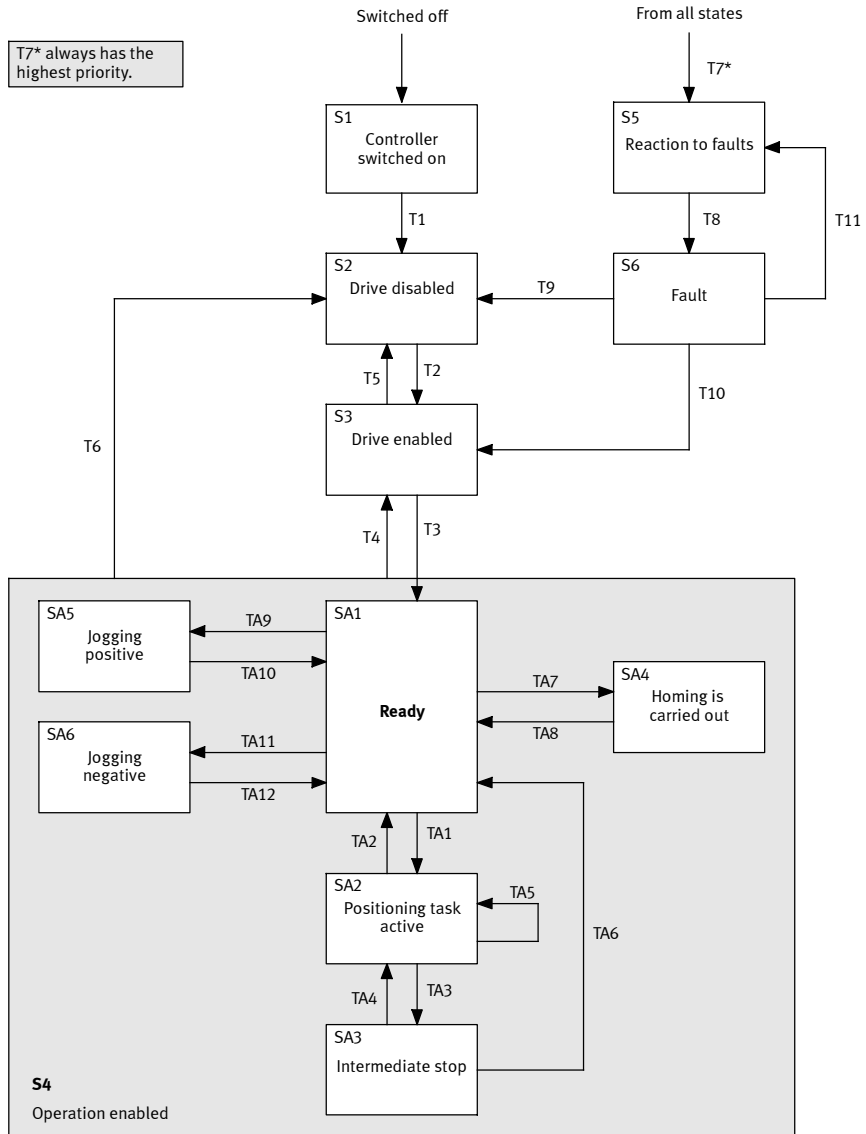 Switched off
From all states
T7* always has the
highest priority.
T7*
S1
Controller
switched on
S5
Reaction to faults
T1
T8
T11
S2
Drive disabled
T9
S6
Fault
T5
T2
T10
S3
Drive enabled
T6
T4
T3
SA5
Jogging
positive
TA9
TA10
SA1
Ready
TA7
TA8
SA4
Homing is
carried out
SA6
Jogging
negative
TA11
TA12
TA2
TA1
SA2
Positioning task
active
TA5
TA6
TA4
TA3
SA3
Intermediate stop
S4
Operation enabled